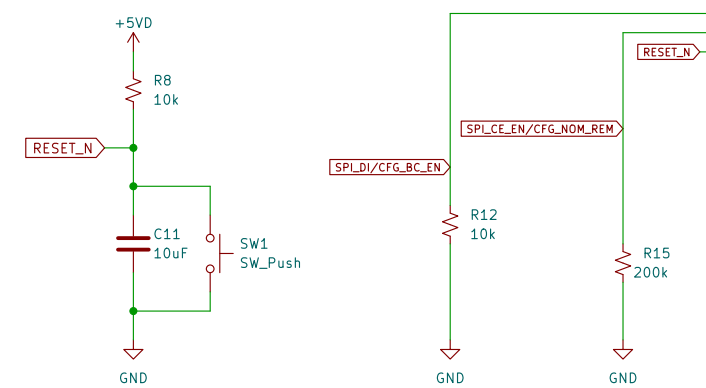 +5VD
R8
10k
RESET_N
C11
10uF
SW1
SW_Push
GND
RESET_N
SPI_CE_EN/CFG_NOM_REM
SPI_DI/CFG_BC_EN
R12
10k
R15
200k
GND
GND